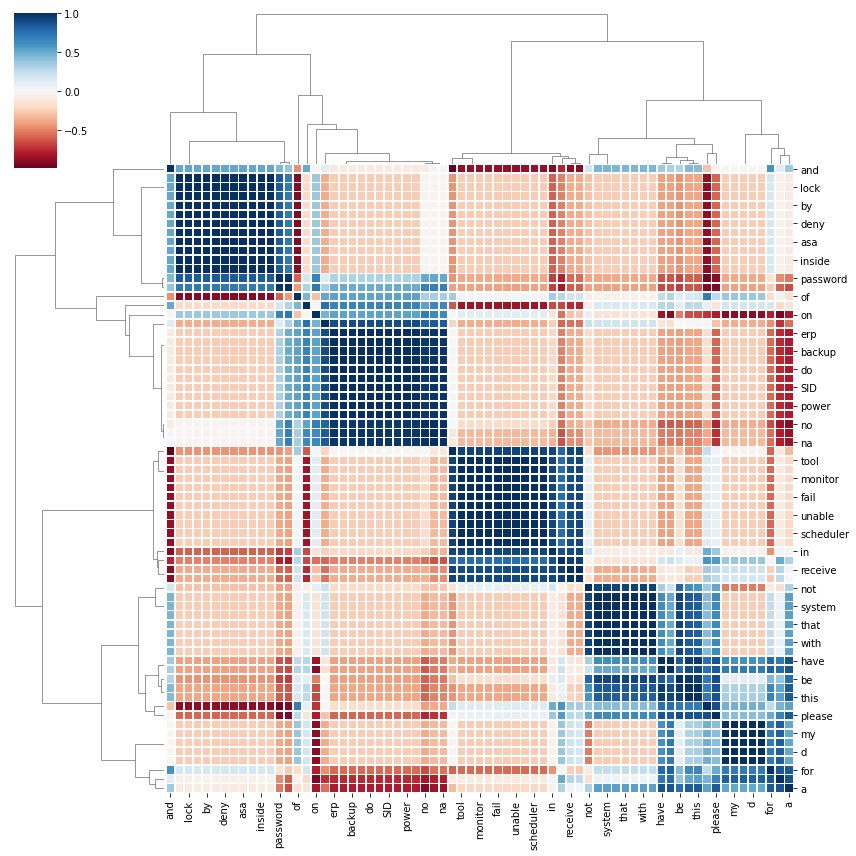 1.0
0.5
0.0
−0.5
and
lock
by
deny
asa
inside
password
of
on
erp
backup
do
SID
power
no
na
tool
monitor
fail
unable
scheduler
in
receive
not
system
that
with
have
be
this
please
my
d
for
a
and
lock
by
deny
asa
inside
password
of
on
erp
backup
do
SID
power
no
na
tool
monitor
fail
unable
scheduler
in
receive
not
system
that
with
have
be
this
please
my
d
for
a